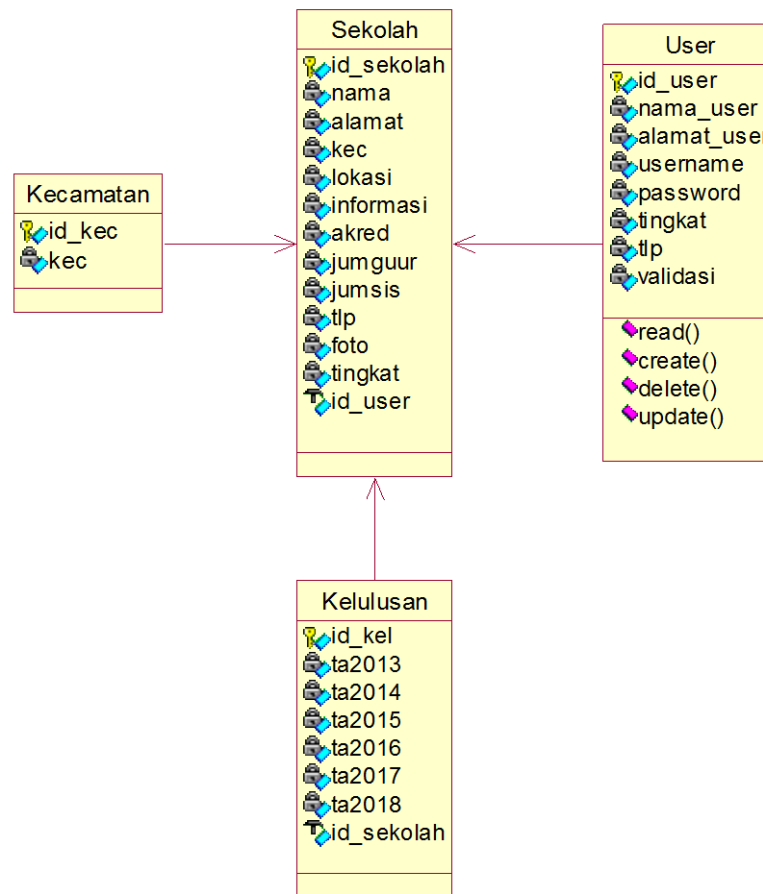 Sekolah
id_sekolah
nama
alamat
kec
lokasi
informasi
akred
jumguur
jumsis
tlp
foto
tingkat
id_user
User
id_user
nama_user
alamat_user
username
password
tingkat
tlp
validasi
read()
create()
delete()
update()
Kecamatan
id_kec
kec
Kelulusan
id_kel
ta2013
ta2014
ta2015
ta2016
ta2017
ta2018
id_sekolah